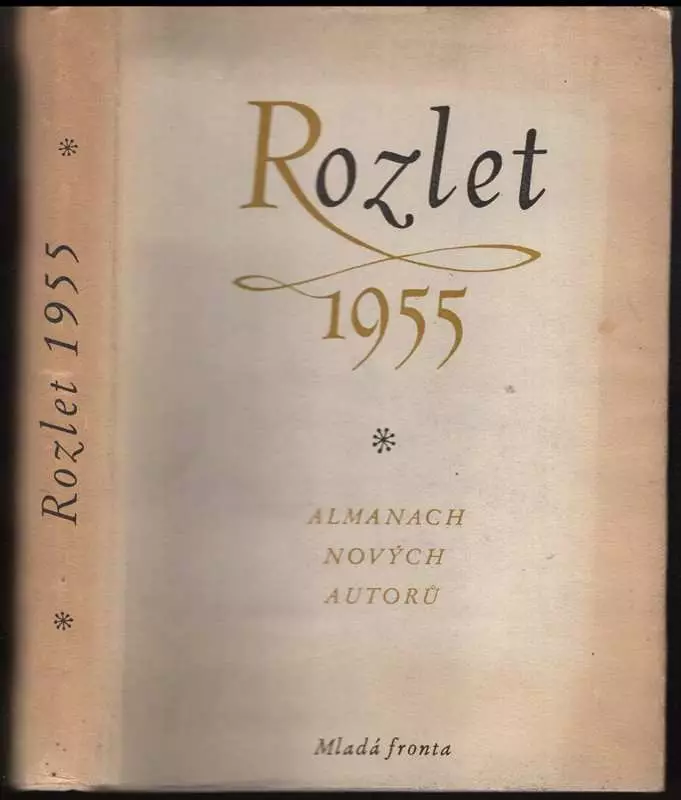 * Rozlet 1955 *
Rozlet
1955
*
ALMANACH
NOVÝCH
AUTORŮ
Mladá fronta